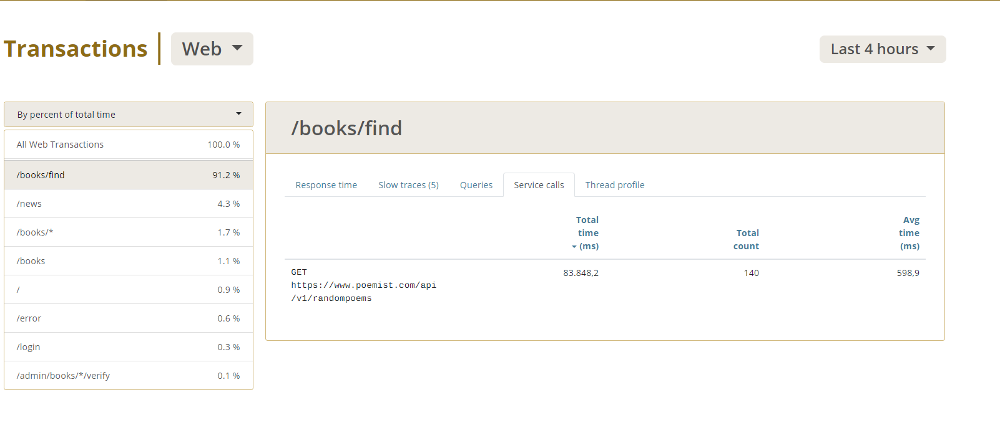 Transactions
Web
Last 4 hours
By percent of total time
All Web Transactions 100.0 %
/books/find 91.2 %
/news 4.3 %
/books/* 1.7 %
/books 1.1 %
/ 0.9 %
/error 0.6 %
/login 0.3 %
/admin/books/*/verify 0.1 %
/books/find
Response time Slow traces (5) Queries Service calls Thread profile
Total
time
(ms)
Total
count
Avg
time
(ms)
GET 83.848,2 140 598,9
https://www.poemist.com/api
/v1/randompoems